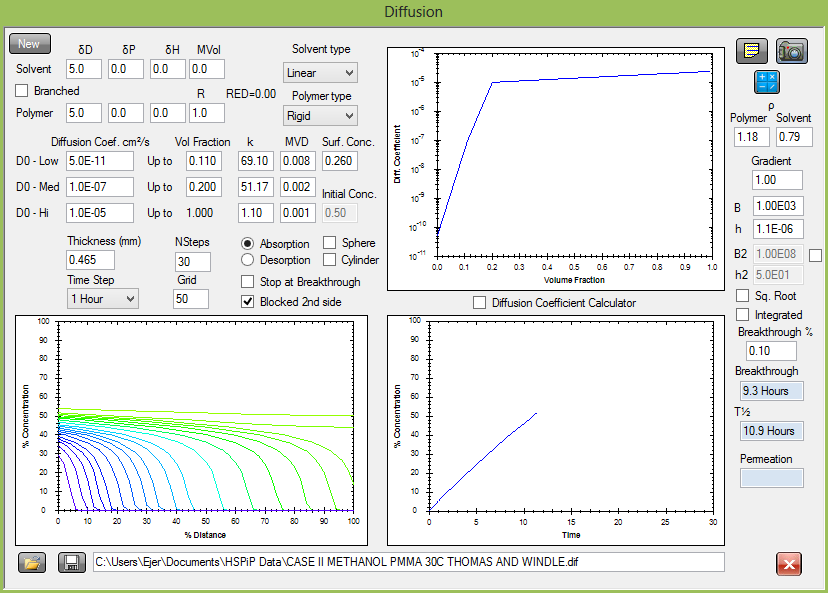 Diffusion
New
δD δP δH MVol
Solvent 5.0 0.0 0.0 0.0
Solvent type
Linear
Branched
R RED=0.00
Polymer type
Polymer 5.0 0.0 0.0 1.0
Rigid
Diffusion Coef. cm²/s Vol Fraction k MVD Surf. Conc.
D0 - Low 5.0E-11 Up to 0.110 69.10 0.008 0.260
D0 - Med 1.0E-07 Up to 0.200 51.17 0.002
Initial Conc.
D0 - Hi 1.0E-05 Up to 1.000 1.10 0.001 0.50
Thickness (mm) NSteps
0.465 30
Time Step Grid
1 Hour 50
Absorption Sphere
Desorption Cylinder
Stop at Breakthrough
Blocked 2nd side
Diff. Coefficient
10-4
10-5
10-6
10-7
10-8
10-9
10-10
10-11
0.0 0.1 0.2 0.3 0.4 0.5 0.6 0.7 0.8 0.9 1.0
Volume Fraction
Diffusion Coefficient Calculator
ρ
Polymer Solvent
1.18 0.79
Gradient
1.00
B 1.00E03
h 1.1E-06
B2 1.00E08
h2 5.0E01
Sq. Root
Integrated
Breakthrough %
0.10
Breakthrough
9.3 Hours
T½
10.9 Hours
Permeation
% Concentration
100
90
80
70
60
50
40
30
20
10
0
0 10 20 30 40 50 60 70 80 90 100
% Distance
% Concentration
100
90
80
70
60
50
40
30
20
10
0
0 5 10 15 20 25 30
Time
C:\Users\Ejer\Documents\HSPiP Data\CASE II METHANOL PMMA 30C THOMAS AND WINDLE.dif